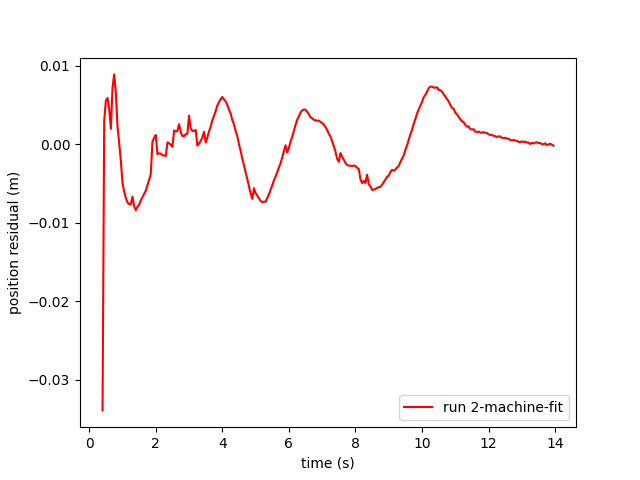 0.01
0.00
−0.01
−0.02
−0.03
position residual (m)
0 2 4 6 8 10 12 14
time (s)
run 2-machine-fit